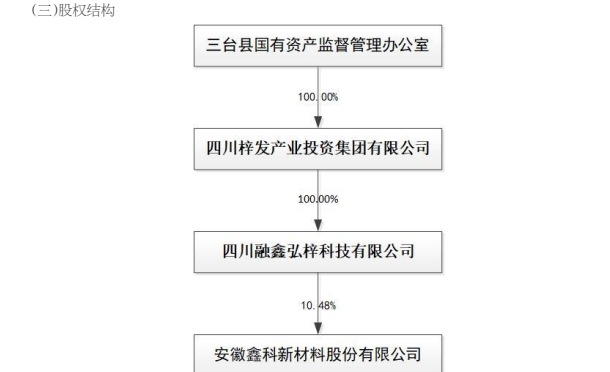 (三)股权结构
三台县国有资产监督管理办公室
100.00%
四川梓发产业投资集团有限公司
100.00%
四川融鑫弘梓科技有限公司
10.48%
安徽鑫科新材料股份有限公司